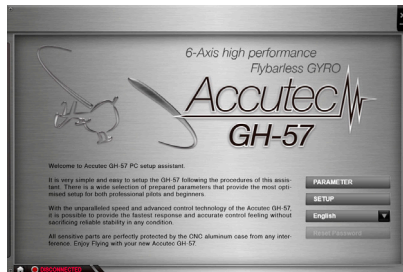 6-Axis high performance
Flybarless GYRO
Accutec
GH-57
Welcome to Accutec GH-57 PC setup assistant.
It is very simple and easy to setup the GH-57 following the procedures of this assis-
tant. There is a wide selection of prepared parameters that provide the most opti-
mised setup for both professional pilots and beginners.
With the unparalleled speed and advanced control technology of the Accutec GH-57,
it is possible to provide the fastest response and accurate control feeling without
sacrificing reliable stability in any condition.
All sensitive parts are perfectly protected by the CNC aluminum case from any inter-
ference. Enjoy Flying with your new Accutec GH-57.
PARAMETER
SETUP
English
Reset Password
DISCONNECTED